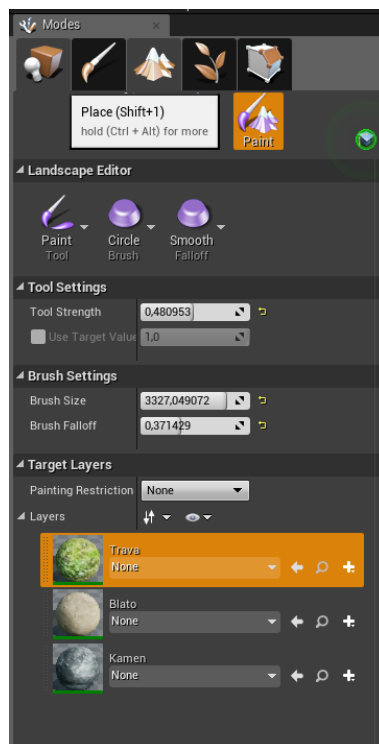 Modes
Place (Shift+1)
hold (Ctrl + Alt) for more
Paint
Landscape Editor
Paint Circle Smooth
Tool Brush Falloff
Tool Settings
Tool Strength 0,480953
Use Target Value 1,0
Brush Settings
Brush Size 3327,049072
Brush Falloff 0,371429
Target Layers
Painting Restriction None
Layers
Trava
None
Blato
None
Kamen
None